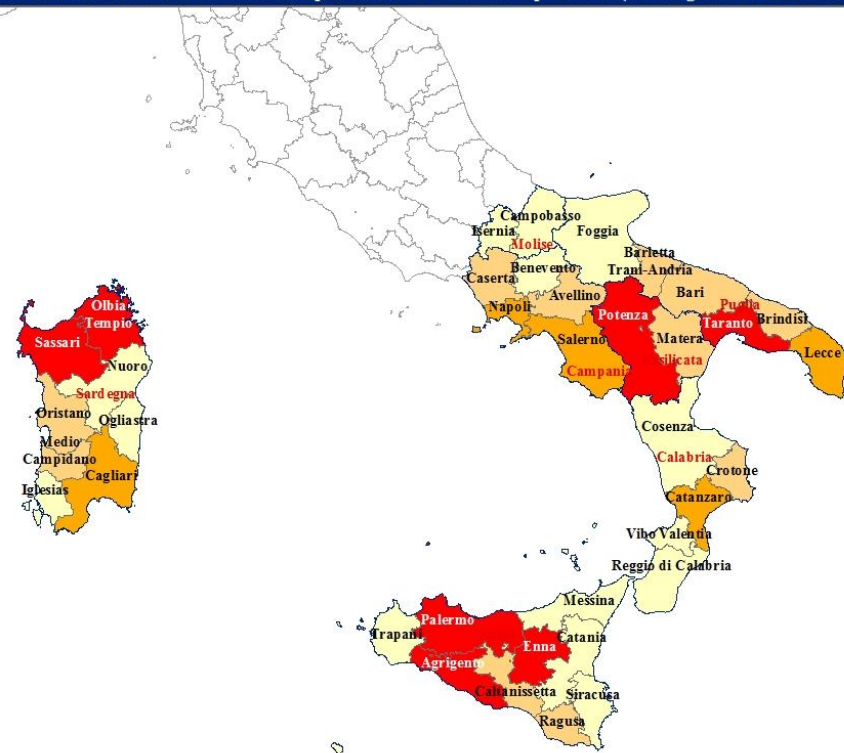 Campobasso
Isernia
Molise
Foggia
Barletta
Trani-Andria
Caserta
Benevento
Avellino
Bari
Napoli
Potenza
Puglia
Taranto
Brindisi
Salerno
Matera
Lecce
Campania
Basilicata
Olbia
Tempio
Sassari
Nuoro
Sardegna
Oristano
Ogliastra
Medio
Campidano
Cagliari
Iglesias
Cosenza
Calabria
Crotone
Catanzaro
Vibo Valentia
Reggio di Calabria
Messina
Palermo
Trapani
Catania
Enna
Agrigento
Caltanissetta
Siracusa
Ragusa